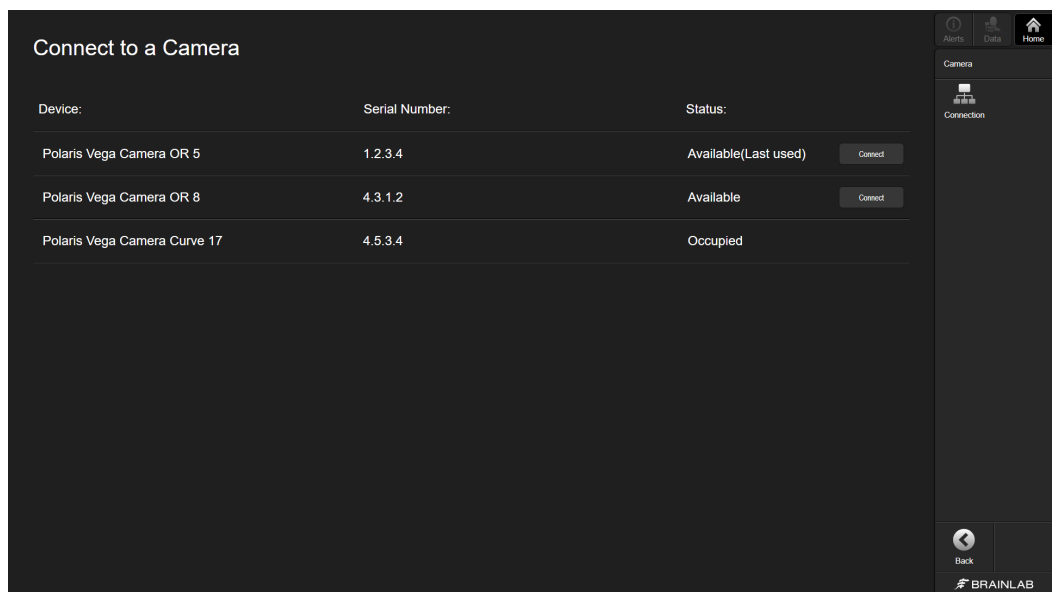 Connect to a Camera
Alerts Data Home
Camera
Connection
Device: Serial Number: Status:
Polaris Vega Camera OR 5 1.2.3.4 Available(Last used) Connect
Polaris Vega Camera OR 8 4.3.1.2 Available Connect
Polaris Vega Camera Curve 17 4.5.3.4 Occupied
Back
BRAINLAB